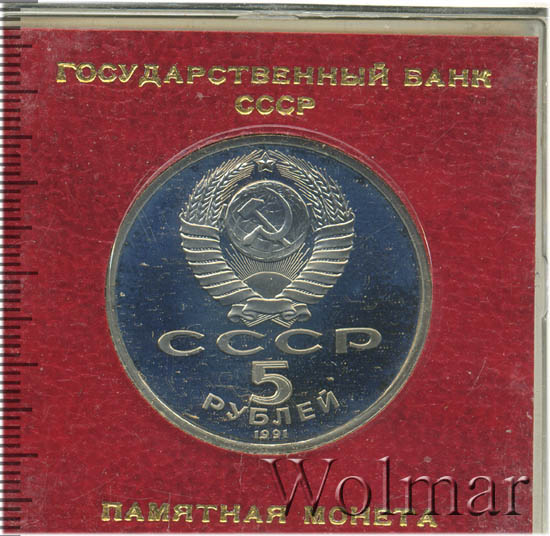 ГОСУДАРСТВЕННЫЙ БАНК
СССР
СССР
5
РУБЛЕЙ
1991
Wolmar
ПАМЯТНАЯ МОНЕТА